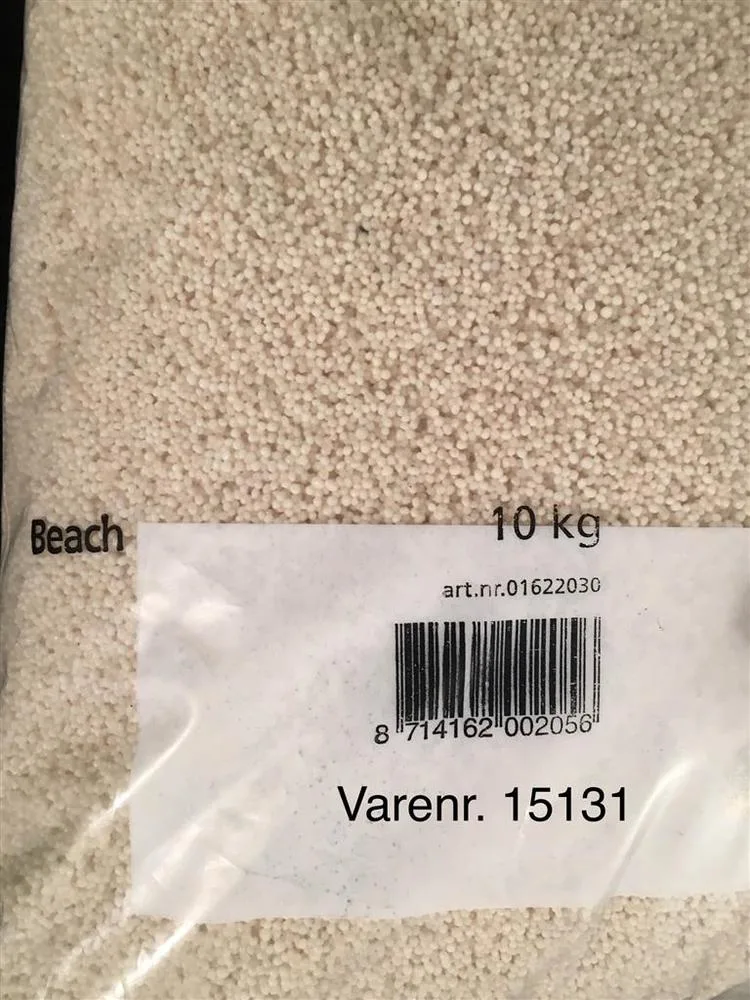 Beach
10 kg
art.nr.01622030
8 714162 002056
Varenr. 15131